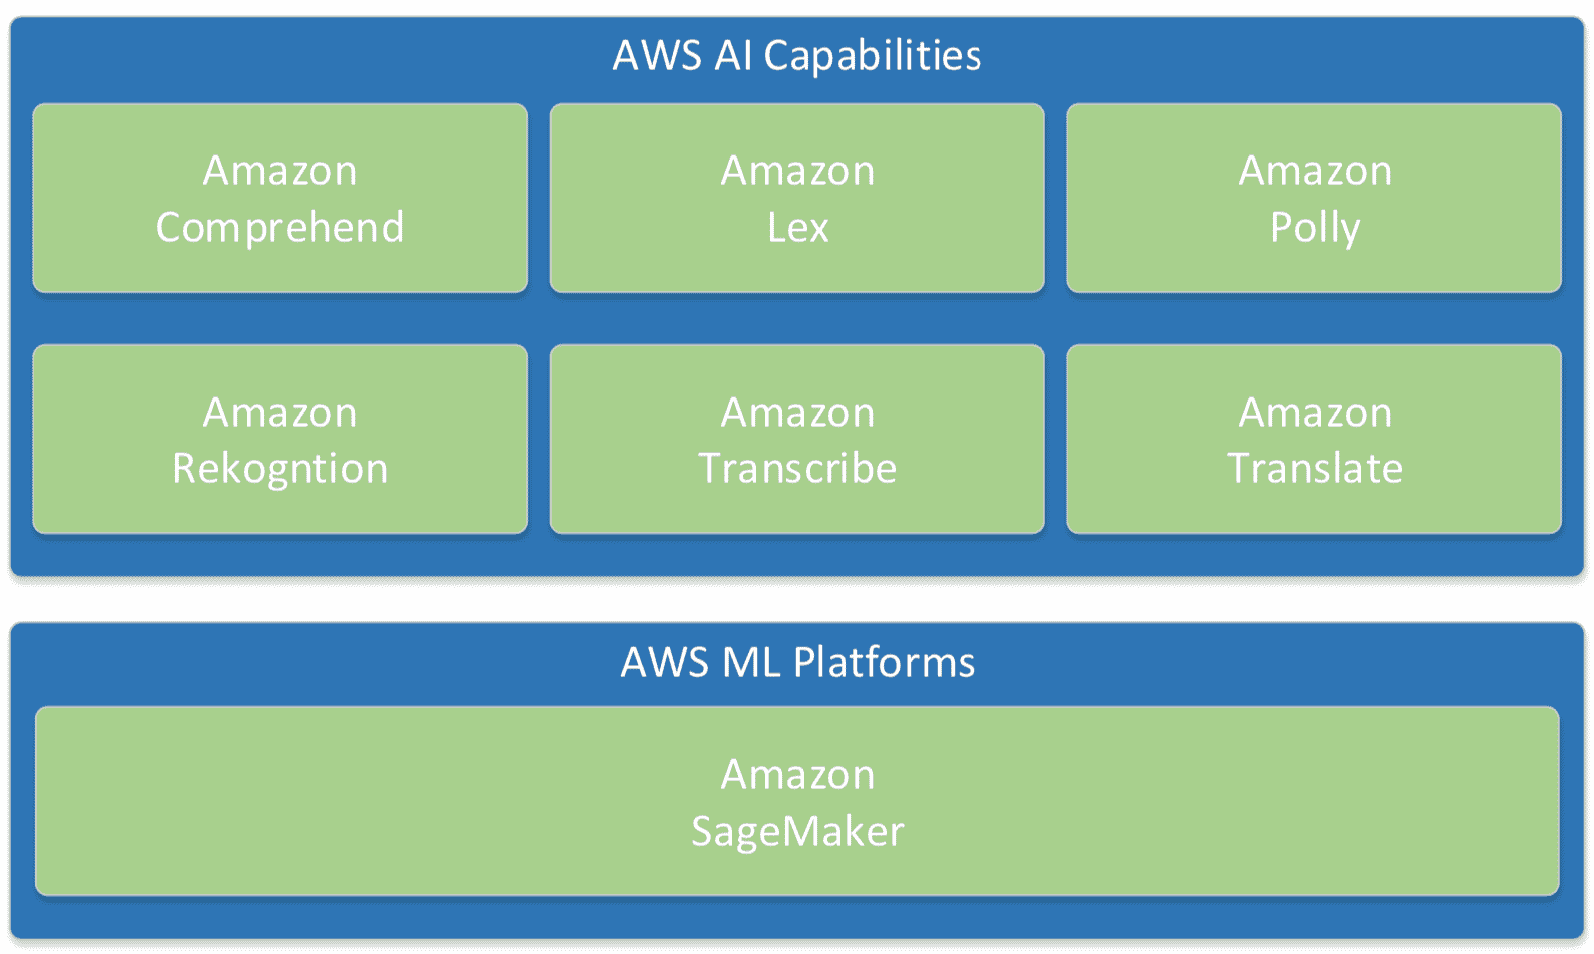 AWS AI Capabilities
Amazon
Comprehend
Amazon
Lex
Amazon
Polly
Amazon
Rekogntion
Amazon
Transcribe
Amazon
Translate
AWS ML Platforms
Amazon
SageMaker